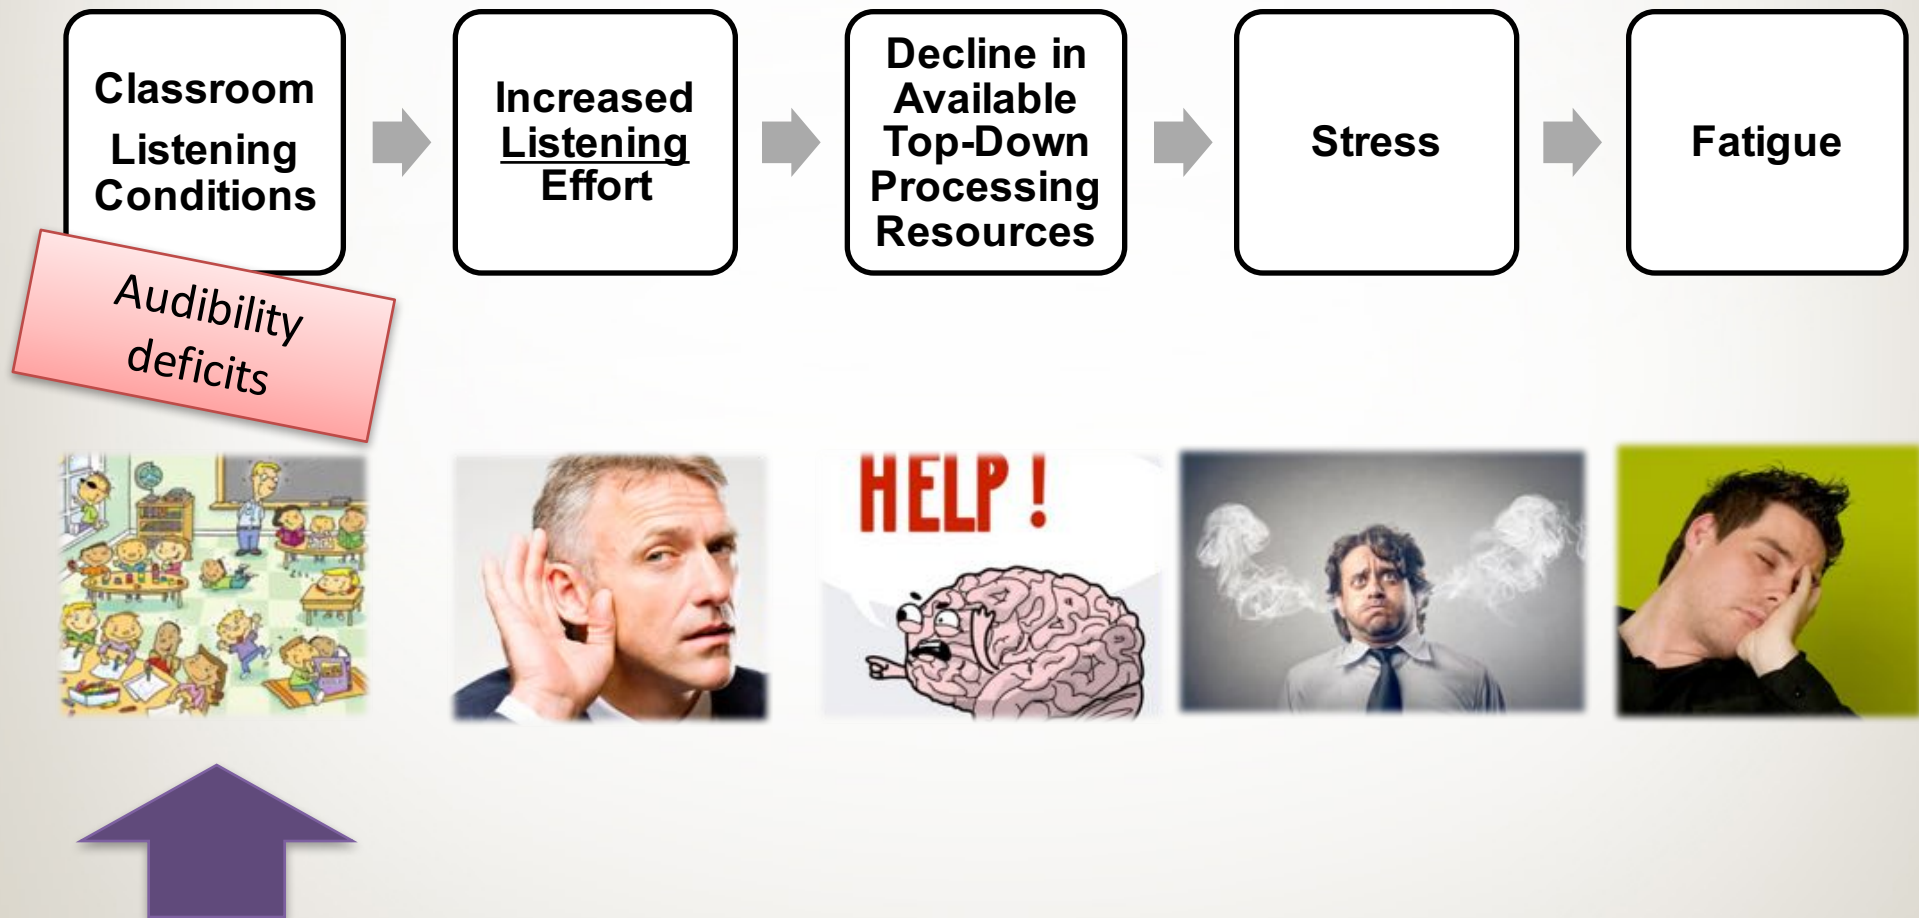 Classroom
Listening
Conditions
Increased
Listening
Effort
Decline in
Available
Top-Down
Processing
Resources
Stress
Fatigue
Audibility
deficits
HELP !